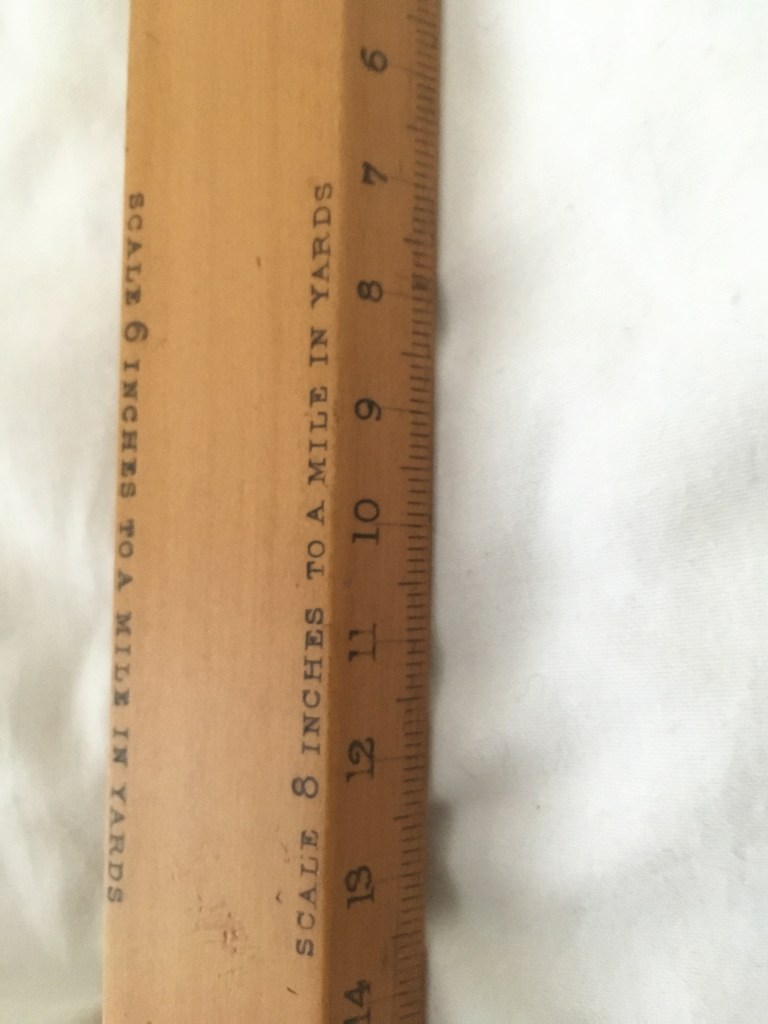 SCALE 6 INCHES TO A MILE IN YARDS
SCALE 8 INCHES TO A MILE IN YARDS
6 7 8 9 10 11 12 13 14